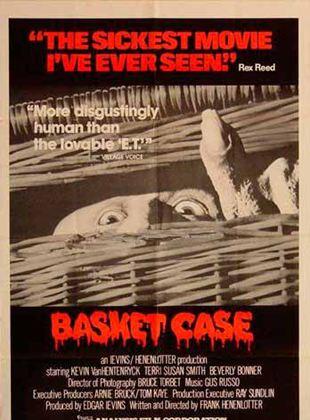 "THE SICKEST MOVIE
I'VE EVER SEEN!"
Rex Reed
"More disgustingly
human than
the lovable 'E.T.'"
VILLAGE VOICE
BASKET CASE
an IEVINS/HENENLOTTER production
starring KEVIN VanHENTENRYCK TERRI SUSAN SMITH BEVERLY BONNER
Director of Photography BRUCE TORBET Music GUS RUSSO
Executive Producers ARNIE BRUCK/TOM KAYE Production Executive RAY SUNDLIN
Produced by EDGAR IEVINS Written and Directed by FRANK HENENLOTTER
ANALYSIS FILM CORPORATION